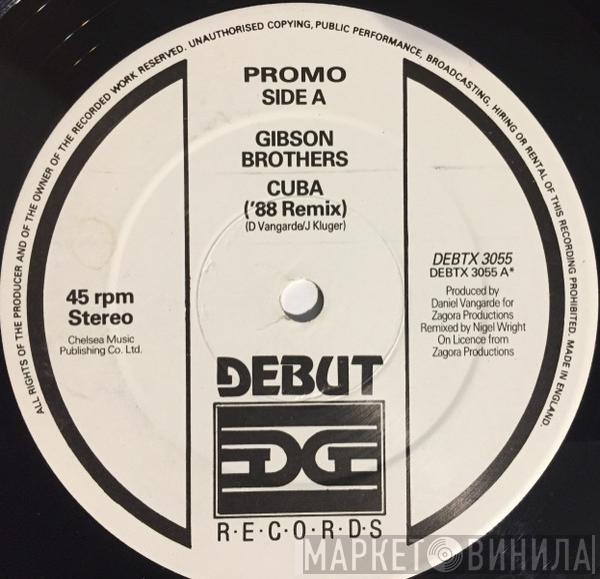 ALL RIGHTS OF THE PRODUCER AND OF THE OWNER OF THE RECORDED WORK RESERVED. UNAUTHORISED COPYING, PUBLIC PERFORMANCE, BROADCASTING, HIRING OR RENTAL OF THIS RECORDING PROHIBITED. MADE IN ENGLAND.
PROMO
SIDE A
GIBSON
BROTHERS
CUBA
('88 Remix)
(D Vangarde/J Kluger)
45 rpm
Stereo
Chelsea Music
Publishing Co. Ltd.
DEBTX 3055
DEBTX 3055 A*
Produced by
Daniel Vangarde for
Zagora Productions
Remixed by Nigel Wright
On Licence from
Zagora Productions
DEBUT
R·E·C·O·R·D·S
МАРКЕТ ВИНИЛА